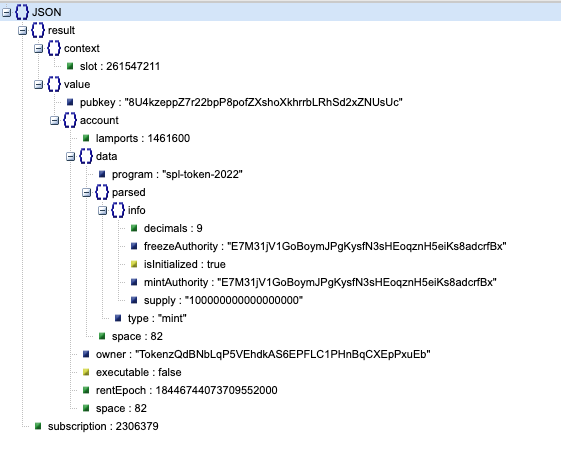 JSON
result
context
slot : 261547211
value
pubkey : "8U4kzeppZ7r22bpP8pofZXshoXkhrrbLRhSd2xZNUsUc"
account
lamports : 1461600
data
program : "spl-token-2022"
parsed
info
decimals : 9
freezeAuthority : "E7M31jV1GoBoymJPgKysfN3sHEoqznH5eiKs8adcrfBx"
isInitialized : true
mintAuthority : "E7M31jV1GoBoymJPgKysfN3sHEoqznH5eiKs8adcrfBx"
supply : "100000000000000000"
type : "mint"
space : 82
owner : "TokenzQdBNbLqP5VEhdkAS6EPFLC1PHnBqCXEpPxuEb"
executable : false
rentEpoch : 18446744073709552000
space : 82
subscription : 2306379